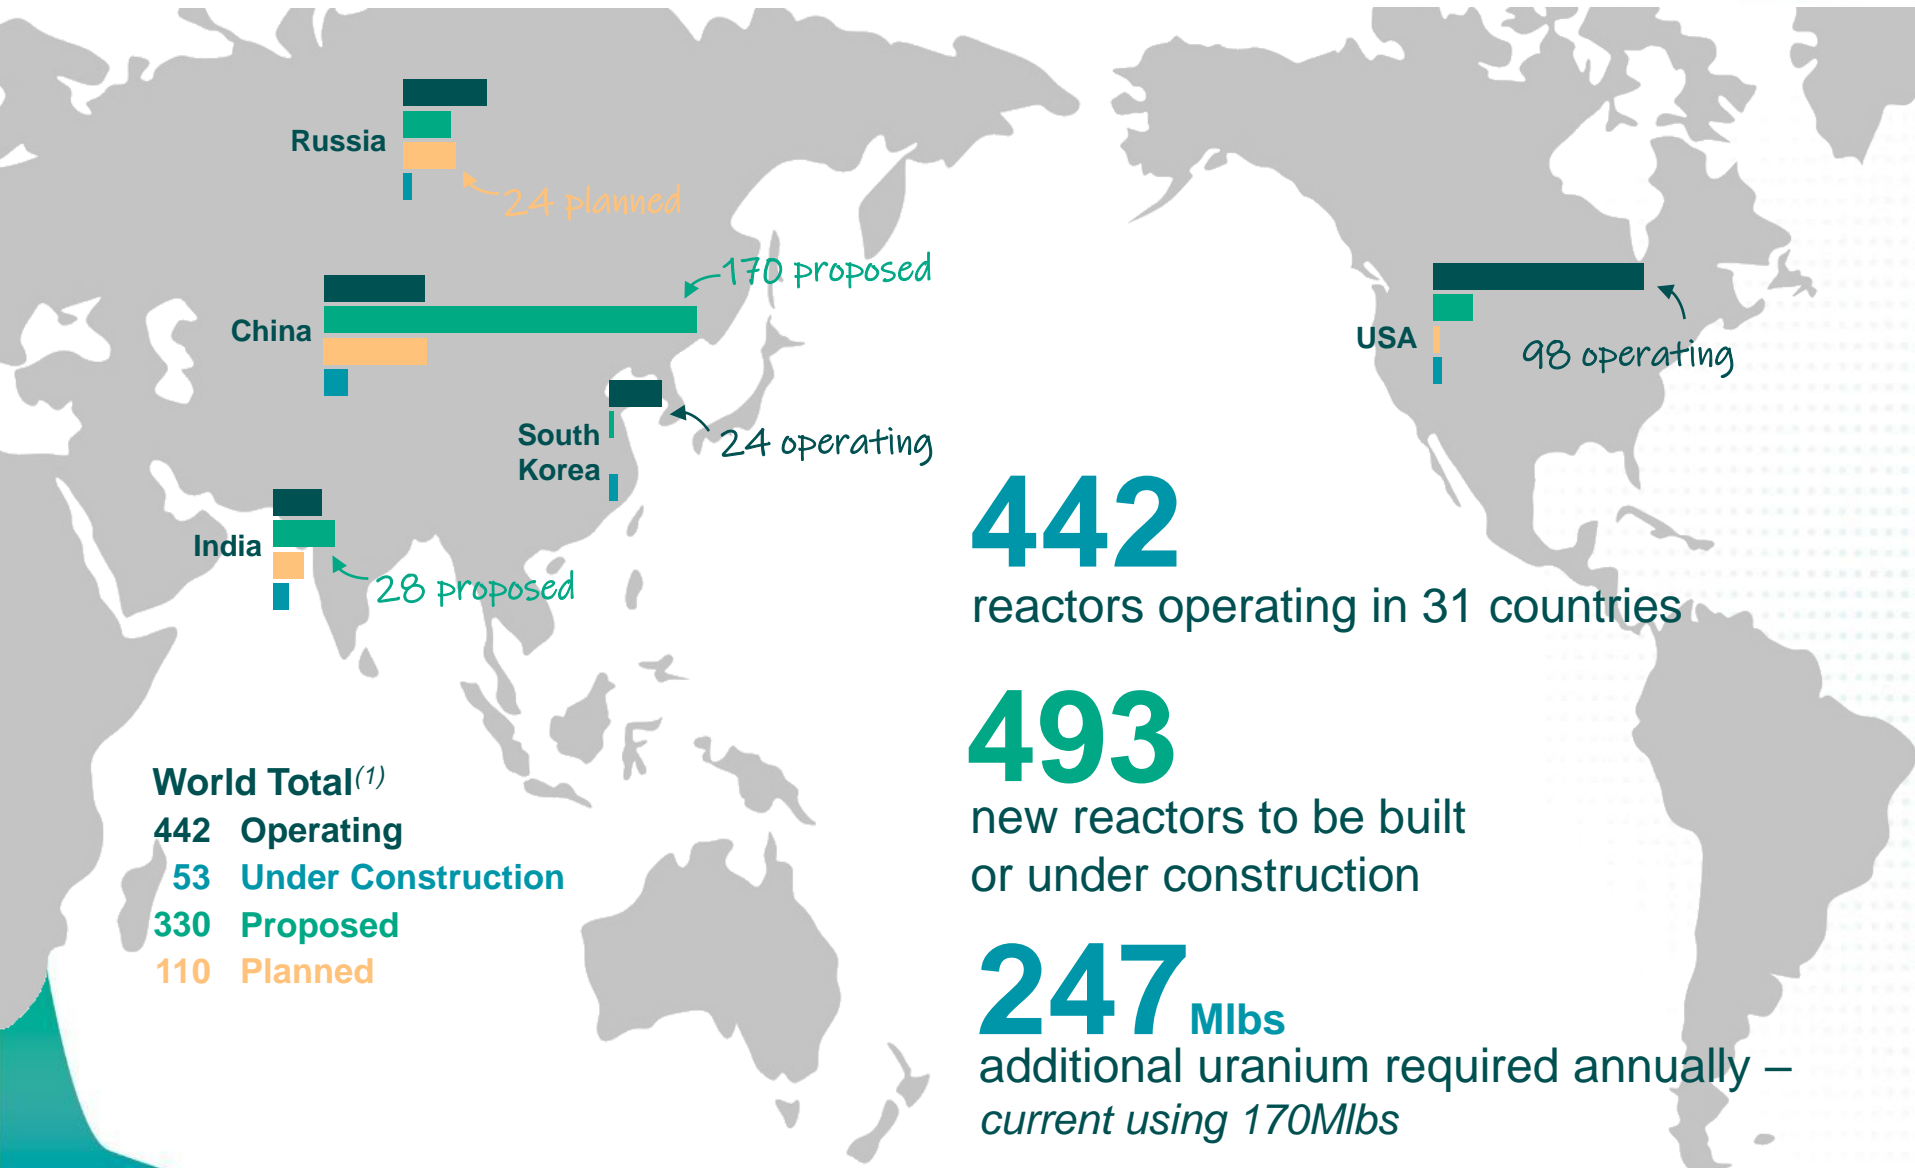 Russia
24 planned
170 proposed
China
USA
98 operating
South
Korea
24 operating
India
28 proposed
442
reactors operating in 31 countries
493
new reactors to be built
or under construction
247 Mlbs
additional uranium required annually –
current using 170Mlbs
World Total(1)
442 Operating
53 Under Construction
330 Proposed
110 Planned